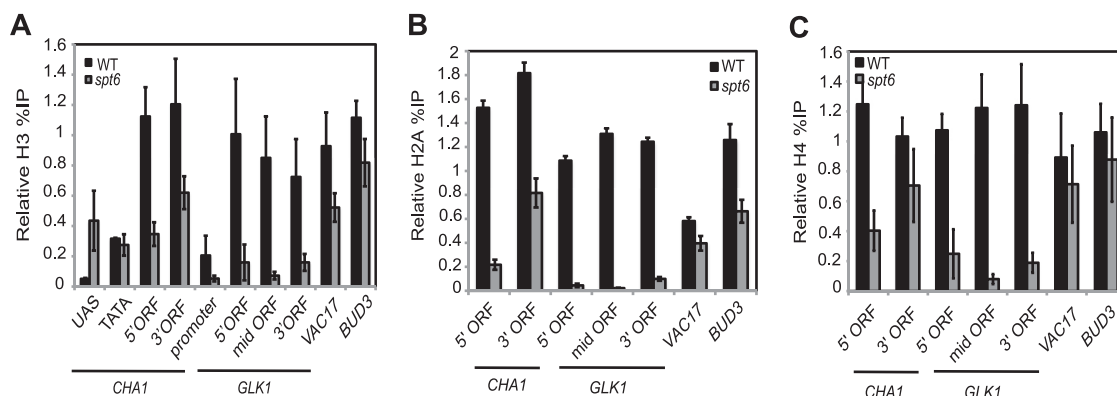 A
Relative H3 %IP
1.6
1.4
1.2
1
0.8
0.6
0.4
0.2
0
WT
spt6
UAS
TATA
5'ORF
3'ORF
promoter
5'ORF
mid ORF
3'ORF
VAC17
BUD3
CHA1
GLK1
B
Relative H2A %IP
2
1.8
1.6
1.4
1.2
1
0.8
0.6
0.4
0.2
0
WT
spt6
5' ORF
3' ORF
5' ORF
mid ORF
3' ORF
VAC17
BUD3
CHA1
GLK1
C
Relative H4 %IP
1.6
1.4
1.2
1
0.8
0.6
0.4
0.2
0
WT
spt6
5' ORF
3' ORF
5' ORF
mid ORF
3' ORF
VAC17
BUD3
CHA1
GLK1